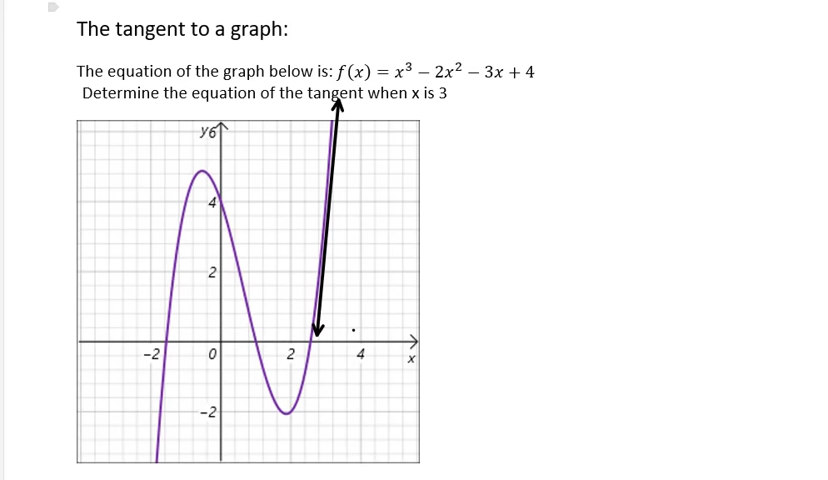 The tangent to a graph:
The equation of the graph below is: f(x) = x³ − 2x² − 3x + 4
Determine the equation of the tangent when x is 3
y6
4
2
-2 0 2 4 x
-2